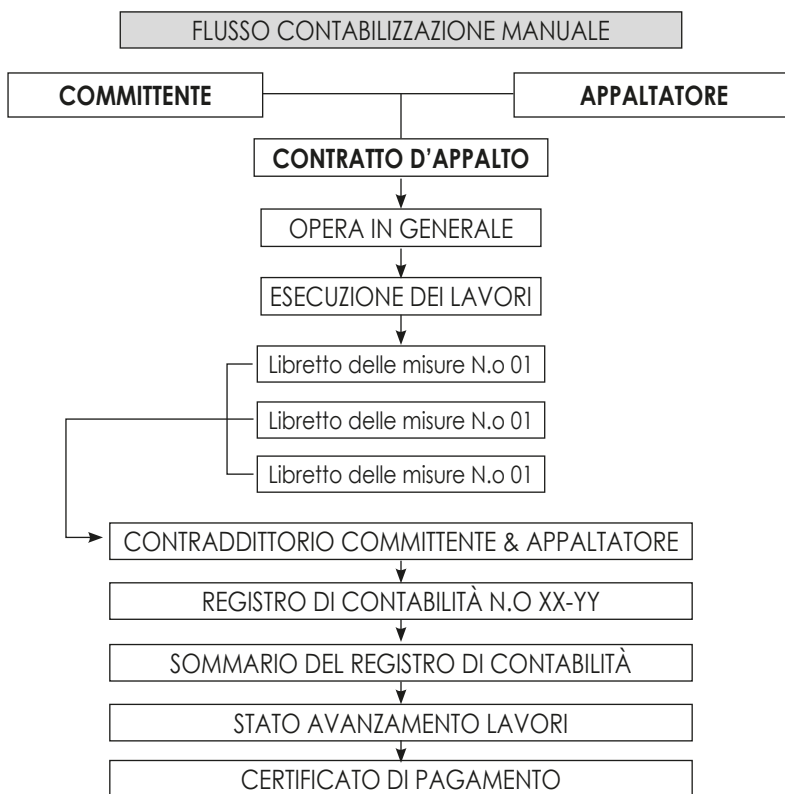 FLUSSO CONTABILIZZAZIONE MANUALE
COMMITTENTE
APPALTATORE
CONTRATTO D'APPALTO
OPERA IN GENERALE
ESECUZIONE DEI LAVORI
Libretto delle misure N.o 01
Libretto delle misure N.o 01
Libretto delle misure N.o 01
CONTRADDITTORIO COMMITTENTE & APPALTATORE
REGISTRO DI CONTABILITÀ N.O XX-YY
SOMMARIO DEL REGISTRO DI CONTABILITÀ
STATO AVANZAMENTO LAVORI
CERTIFICATO DI PAGAMENTO